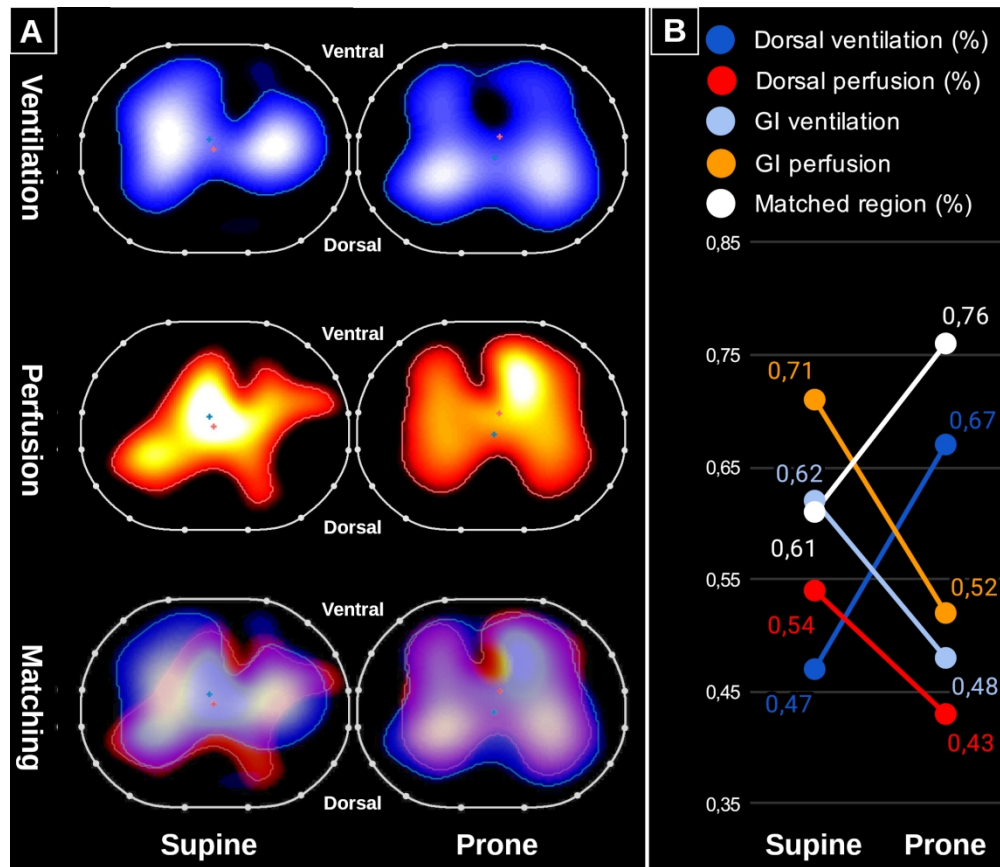 A
Ventilation
Ventral
Dorsal
Perfusion
Ventral
Dorsal
Matching
Ventral
Dorsal
Supine
Prone
B
Dorsal ventilation (%)
Dorsal perfusion (%)
GI ventilation
GI perfusion
Matched region (%)
0,85
0,75
0,65
0,55
0,45
0,35
0,76
0,71
0,67
0,62
0,61
0,54
0,52
0,47
0,48
0,43
Supine
Prone